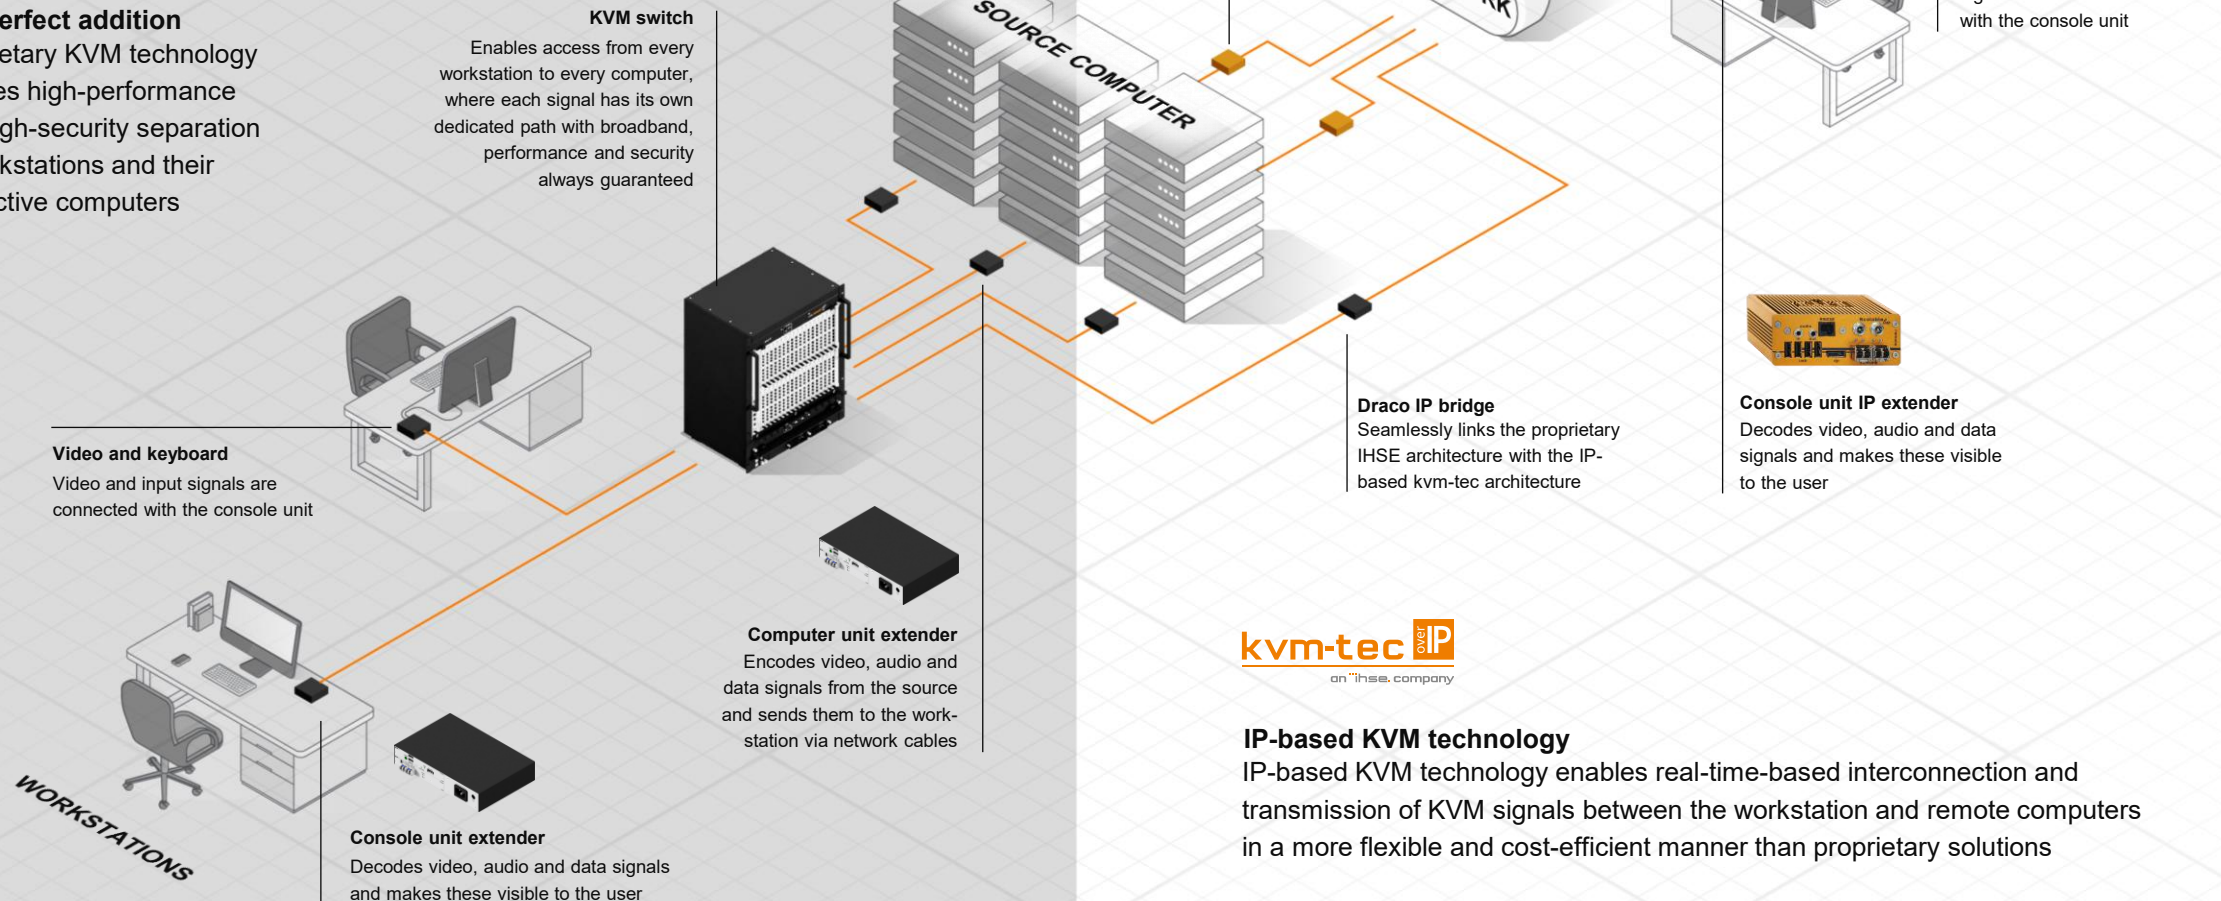 erfect addition
etary KVM technology
es high-performance
gh-security separation
kstations and their
ctive computers
KVM switch
Enables access from every
workstation to every computer,
where each signal has its own
dedicated path with broadband,
performance and security
always guaranteed
SOURCE COMPUTER
RK
with the console unit
Video and keyboard
Video and input signals are
connected with the console unit
Draco IP bridge
Seamlessly links the proprietary
IHSE architecture with the IP-
based kvm-tec architecture
Console unit IP extender
Decodes video, audio and data
signals and makes these visible
to the user
Computer unit extender
Encodes video, audio and
data signals from the source
and sends them to the work-
station via network cables
WORKSTATIONS
Console unit extender
Decodes video, audio and data signals
and makes these visible to the user
kvm-tec over IP
an ihse. company
IP-based KVM technology
IP-based KVM technology enables real-time-based interconnection and
transmission of KVM signals between the workstation and remote computers
in a more flexible and cost-efficient manner than proprietary solutions